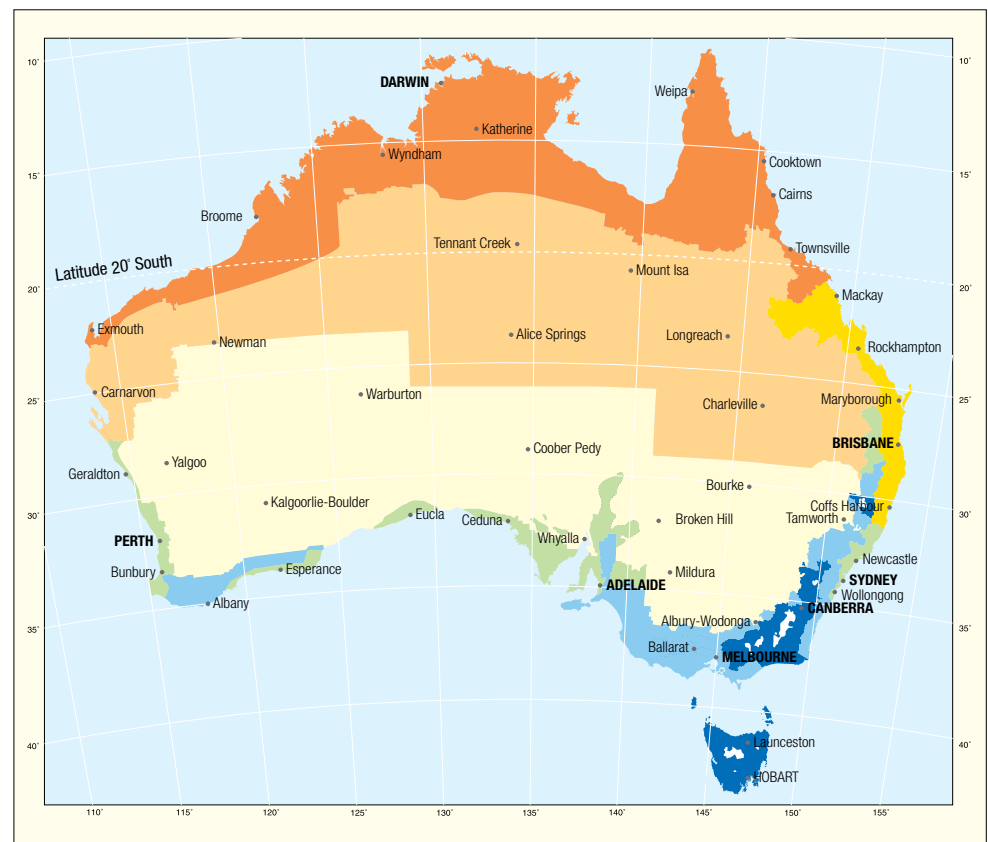 10°
10°
DARWIN
Weipa
Katherine
Wyndham
Cooktown
15°
15°
Cairns
Broome
Tennant Creek
Townsville
Latitude 20° South
Mount Isa
20°
20°
Mackay
Exmouth
Newman
Alice Springs
Longreach
Rockhampton
Carnarvon
Warburton
Charleville
Maryborough
25°
25°
BRISBANE
Coober Pedy
Yalgoo
Geraldton
Bourke
Kalgoorlie-Boulder
Coffs Harbour
30°
30°
Eucla
Ceduna
Broken Hill
Tamworth
PERTH
Whyalla
Newcastle
Bunbury
Esperance
Mildura
SYDNEY
ADELAIDE
Wollongong
Albany
CANBERRA
Albury-Wodonga
35°
35°
Ballarat
MELBOURNE
40°
40°
Launceston
HOBART
110°
115°
120°
125°
130°
135°
140°
145°
150°
155°